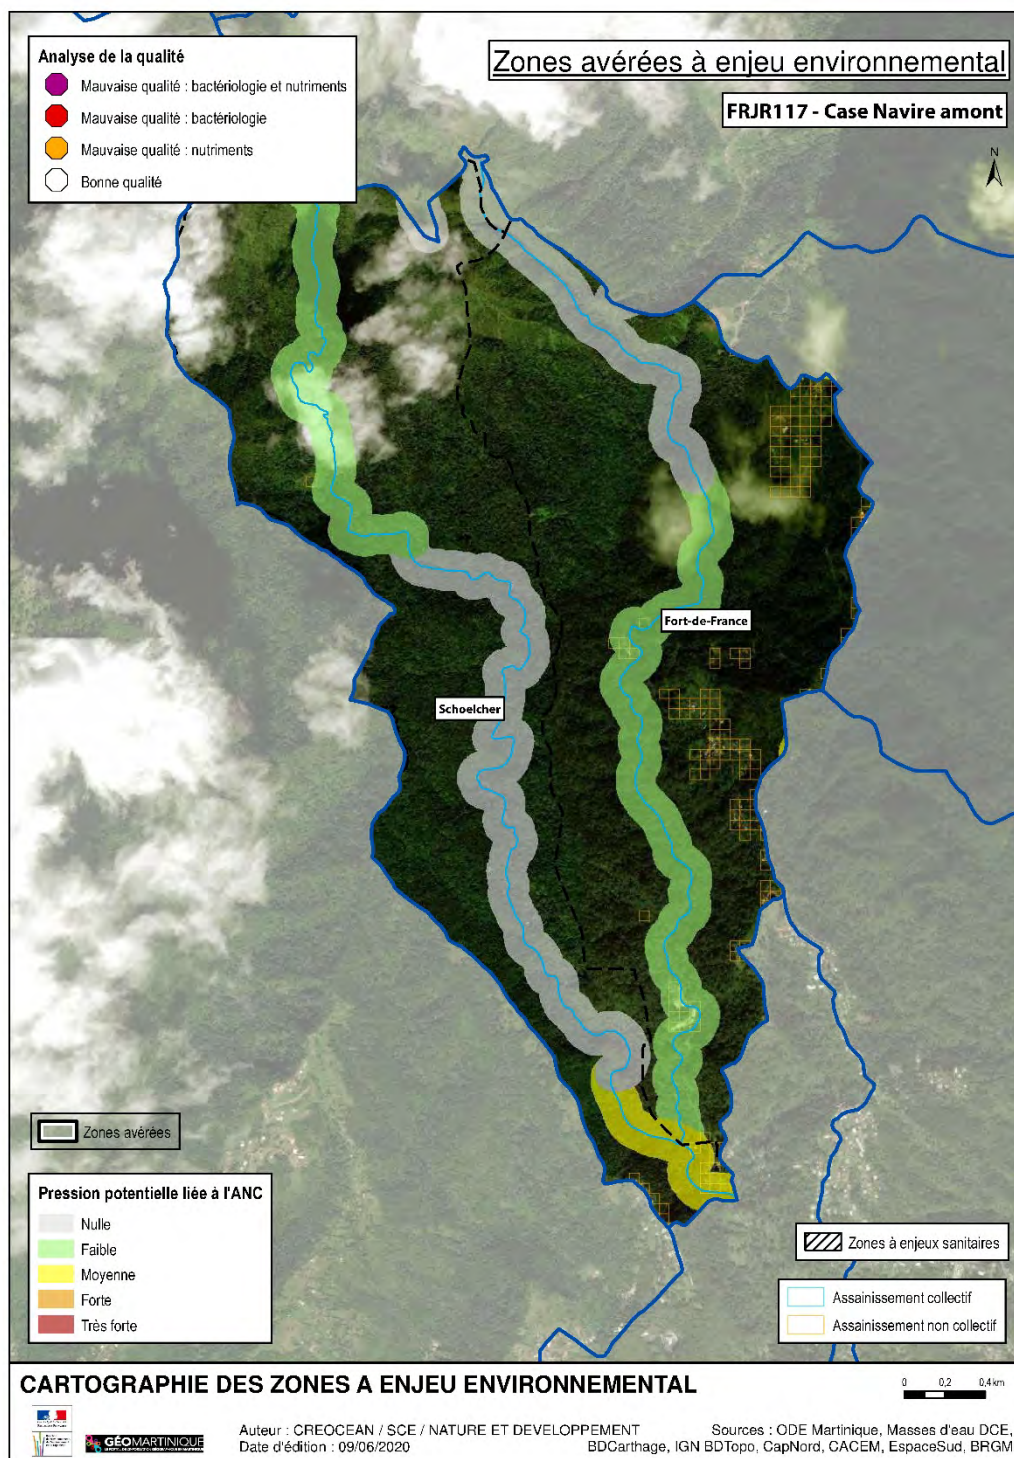 Analyse de la qualité
Mauvaise qualité : bactériologie et nutriments
Mauvaise qualité : bactériologie
Mauvaise qualité : nutriments
Bonne qualité
Zones avérées à enjeu environnemental
FRJR117 - Case Navire amont
N
Fort-de-France
Schoelcher
Zones avérées
Pression potentielle liée à l'ANC
Nulle
Faible
Moyenne
Forte
Très forte
Zones à enjeux sanitaires
Assainissement collectif
Assainissement non collectif
CARTOGRAPHIE DES ZONES A ENJEU ENVIRONNEMENTAL
0 0,2 0,4 km
GÉOMARTINIQUE
Auteur : CREOCEAN / SCE / NATURE ET DEVELOPPEMENT
Date d'édition : 09/06/2020
Sources : ODE Martinique, Masses d'eau DCE,
BDCarthage, IGN BDTopo, CapNord, CACEM, EspaceSud, BRGM